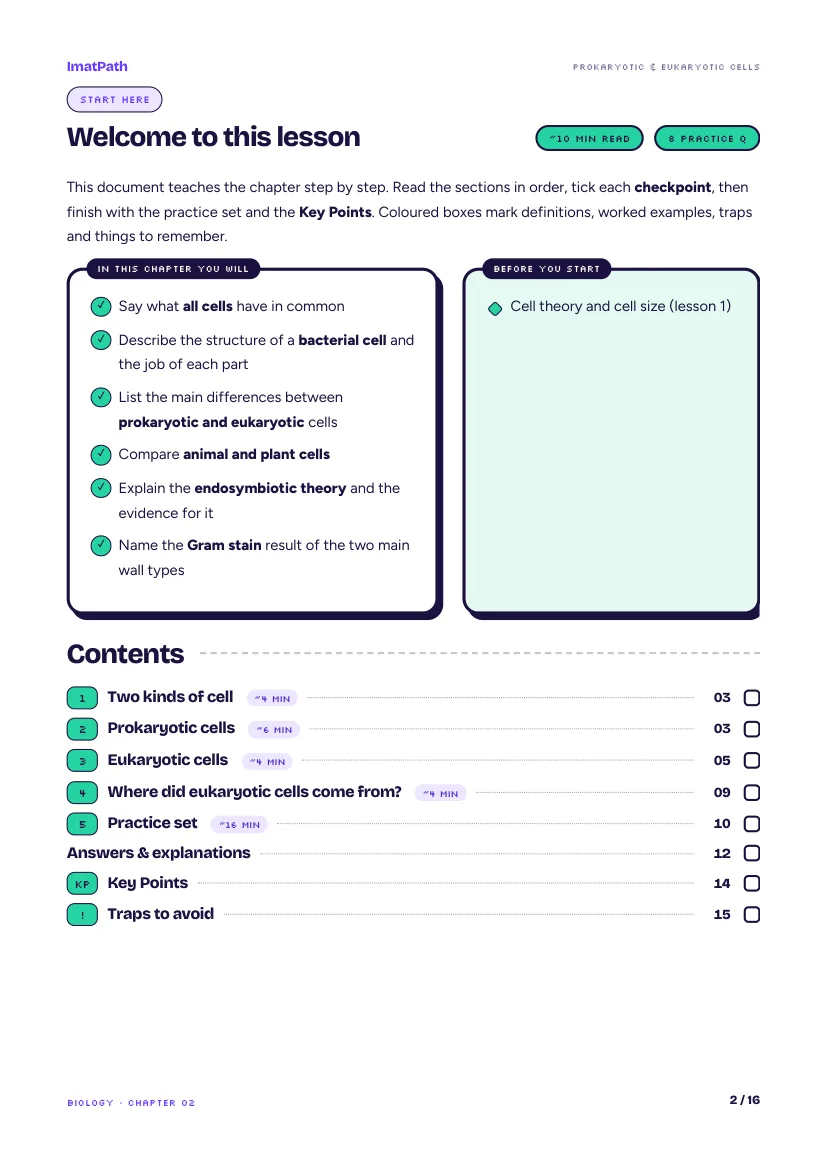 ImatPath
PROKARYOTIC & EUKARYOTIC CELLS
START HERE
Welcome to this lesson
~10 MIN READ
8 PRACTICE Q
This document teaches the chapter step by step. Read the sections in order, tick each checkpoint, then
finish with the practice set and the Key Points. Coloured boxes mark definitions, worked examples, traps
and things to remember.
IN THIS CHAPTER YOU WILL
✓ Say what all cells have in common
✓ Describe the structure of a bacterial cell and
the job of each part
✓ List the main differences between
prokaryotic and eukaryotic cells
✓ Compare animal and plant cells
✓ Explain the endosymbiotic theory and the
evidence for it
✓ Name the Gram stain result of the two main
wall types
BEFORE YOU START
Cell theory and cell size (lesson 1)
Contents
1 Two kinds of cell ~4 MIN 03
2 Prokaryotic cells ~6 MIN 03
3 Eukaryotic cells ~4 MIN 05
4 Where did eukaryotic cells come from? ~4 MIN 09
5 Practice set ~16 MIN 10
Answers & explanations 12
KP Key Points 14
! Traps to avoid 15
BIOLOGY · CHAPTER 02
2 / 16